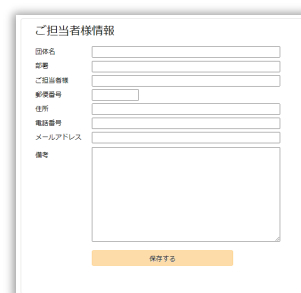 ご担当者様情報
団体名
部署
ご担当者様
郵便番号
住所
電話番号
メールアドレス
備考
保存する